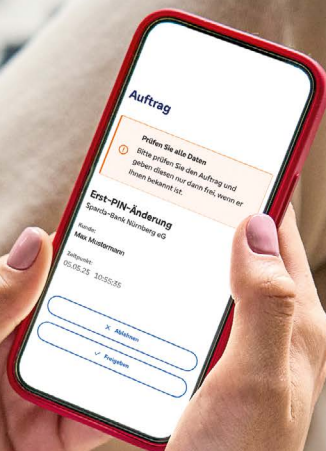 Auftrag
Prüfen Sie alle Daten
Bitte prüfen Sie den Auftrag und
geben diesen nur dann frei, wenn er
Ihnen bekannt ist.
Erst-PIN-Änderung
Sparda-Bank Nürnberg eG
Kunde:
Max Mustermann
Zeitpunkt:
05.05.25 10:55:35
Ablehnen
Freigeben